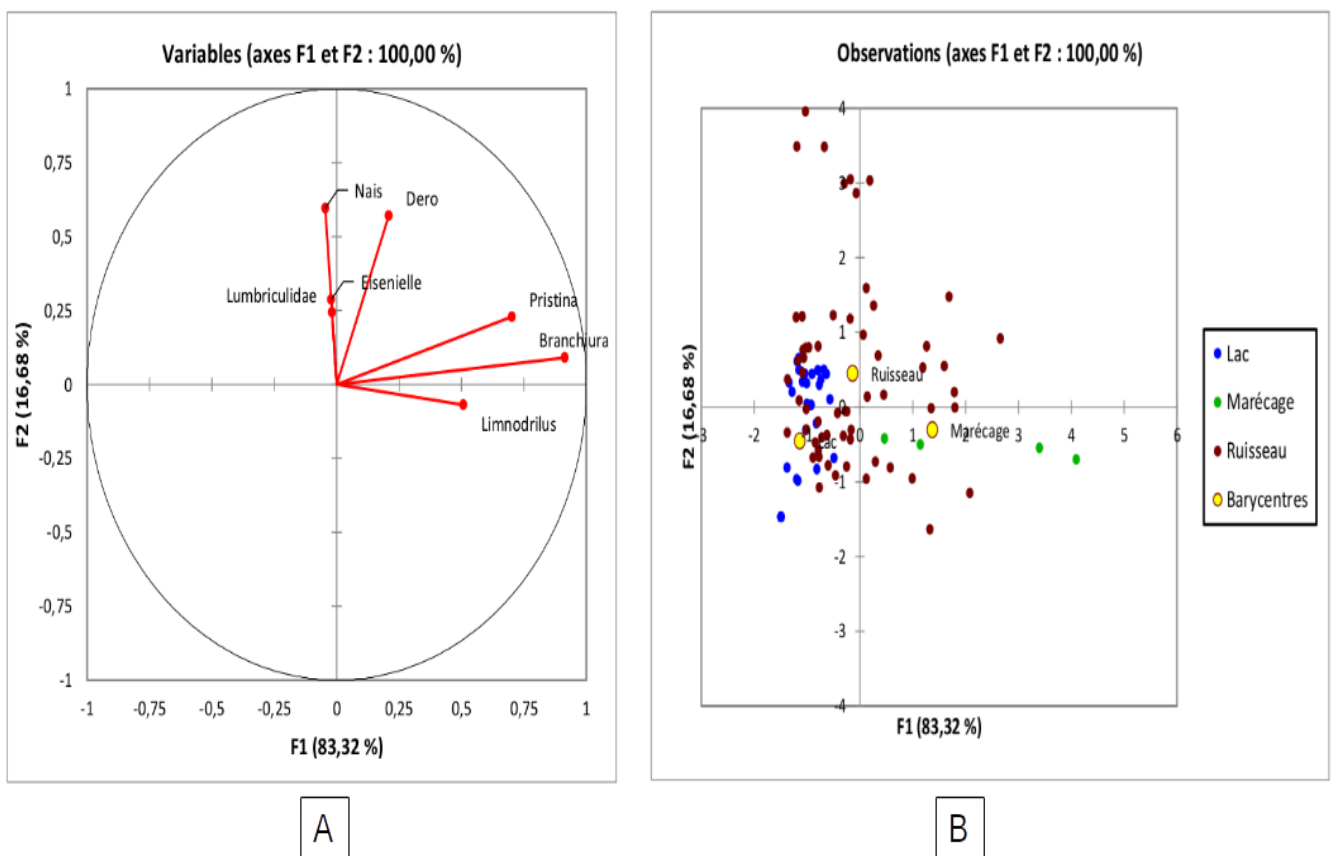 Variables (axes F1 et F2 : 100,00 %)
1
0,75
0,5
0,25
0
-0,25
-0,5
-0,75
-1
F2 (16,68 %)
Nais
Dero
Eisenielle
Lumbriculidae
Pristina
Branchiura
Limnodrilus
-1 -0,75 -0,5 -0,25 0 0,25 0,5 0,75 1
F1 (83,32 %)
A
Observations (axes F1 et F2 : 100,00 %)
4
3
2
1
0
-1
-2
-3
-4
F2 (16,68 %)
-3 -2 -1 0 1 2 3 4 5 6
Ruisseau
Marécage
Lac
F1 (83,32 %)
Lac
Marécage
Ruisseau
Barycentres
B